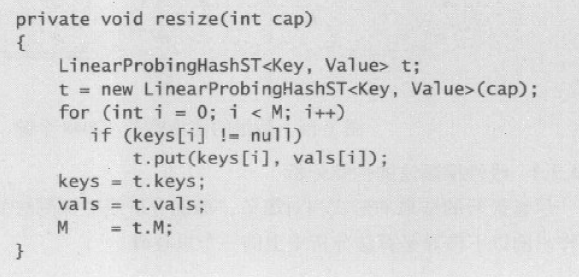 private void resize(int cap)
{
    LinearProbingHashST<Key, Value> t;
    t = new LinearProbingHashST<Key, Value>(cap);
    for (int i = 0; i < M; i++)
       if (keys[i] != null)
           t.put(keys[i], vals[i]);
    keys = t.keys;
    vals = t.vals;
    M    = t.M;
}